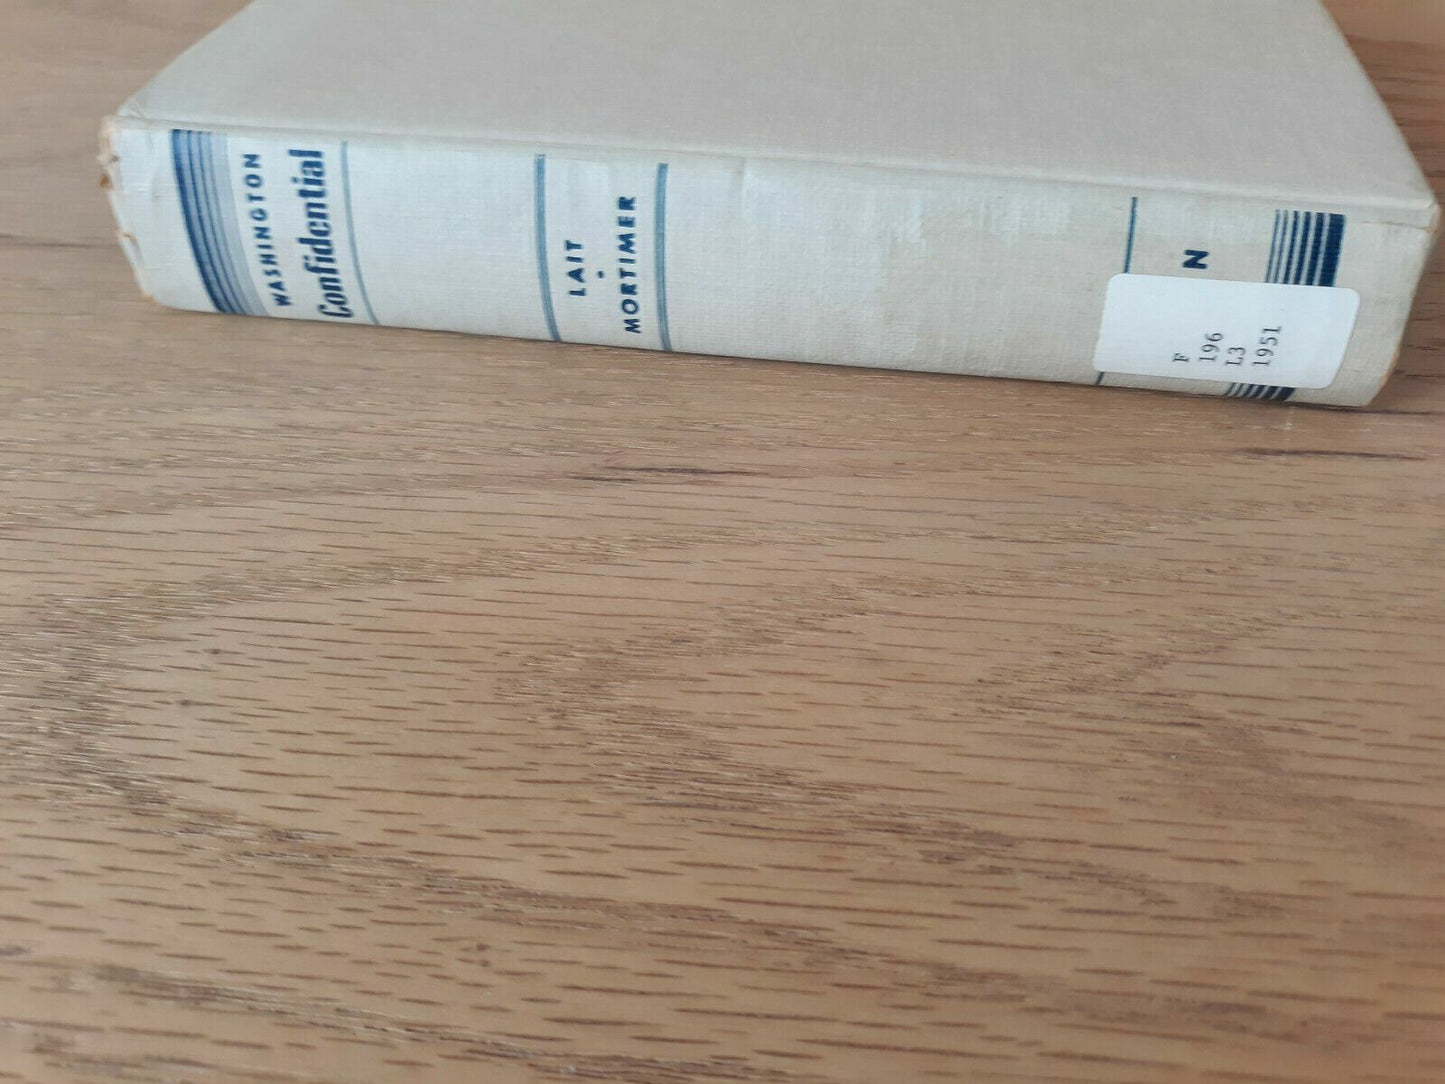 WASHINGTON
Confidential
LAIT
•
MORTIMER
N
F
196
L3
1951